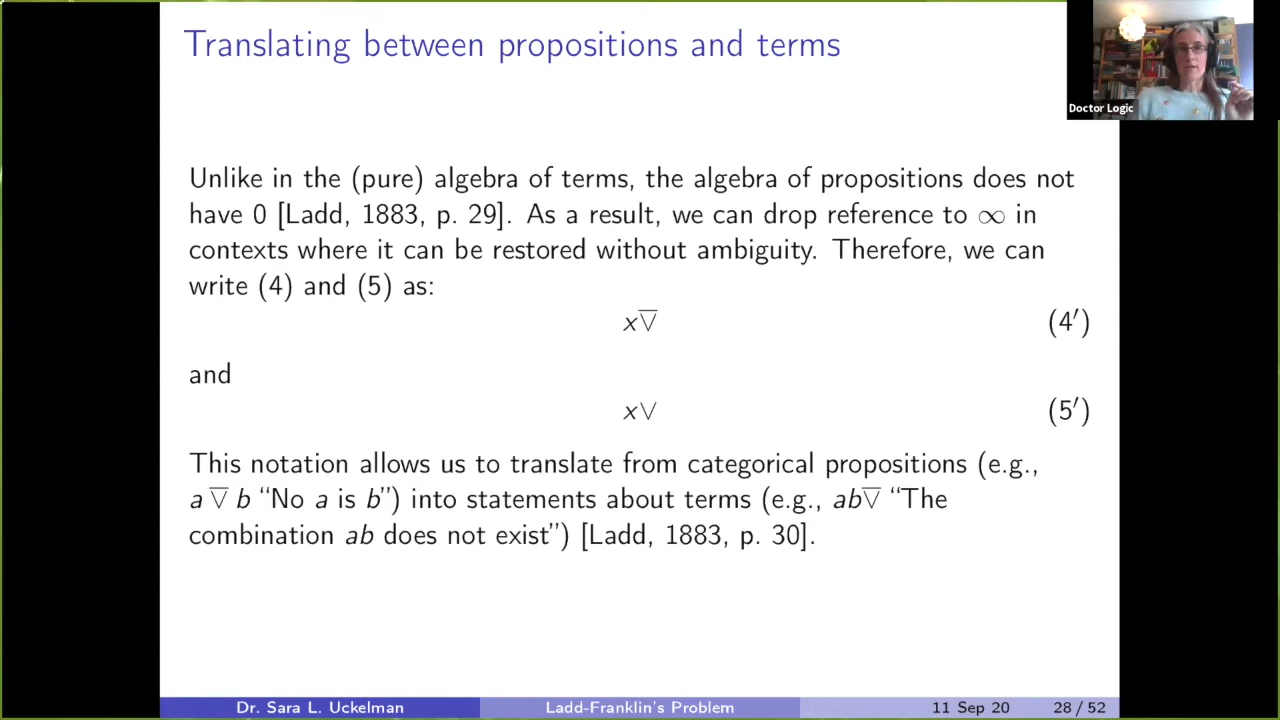 Translating between propositions and terms
Doctor Logic
Unlike in the (pure) algebra of terms, the algebra of propositions does not
have 0 [Ladd, 1883, p. 29]. As a result, we can drop reference to ∞ in
contexts where it can be restored without ambiguity. Therefore, we can
write (4) and (5) as:
x∨̅ (4′)
and
x∨ (5′)
This notation allows us to translate from categorical propositions (e.g.,
a ∨̅ b “No a is b”) into statements about terms (e.g., ab∨̅ “The
combination ab does not exist”) [Ladd, 1883, p. 30].
Dr. Sara L. Uckelman Ladd-Franklin's Problem 11 Sep 20 28 / 52